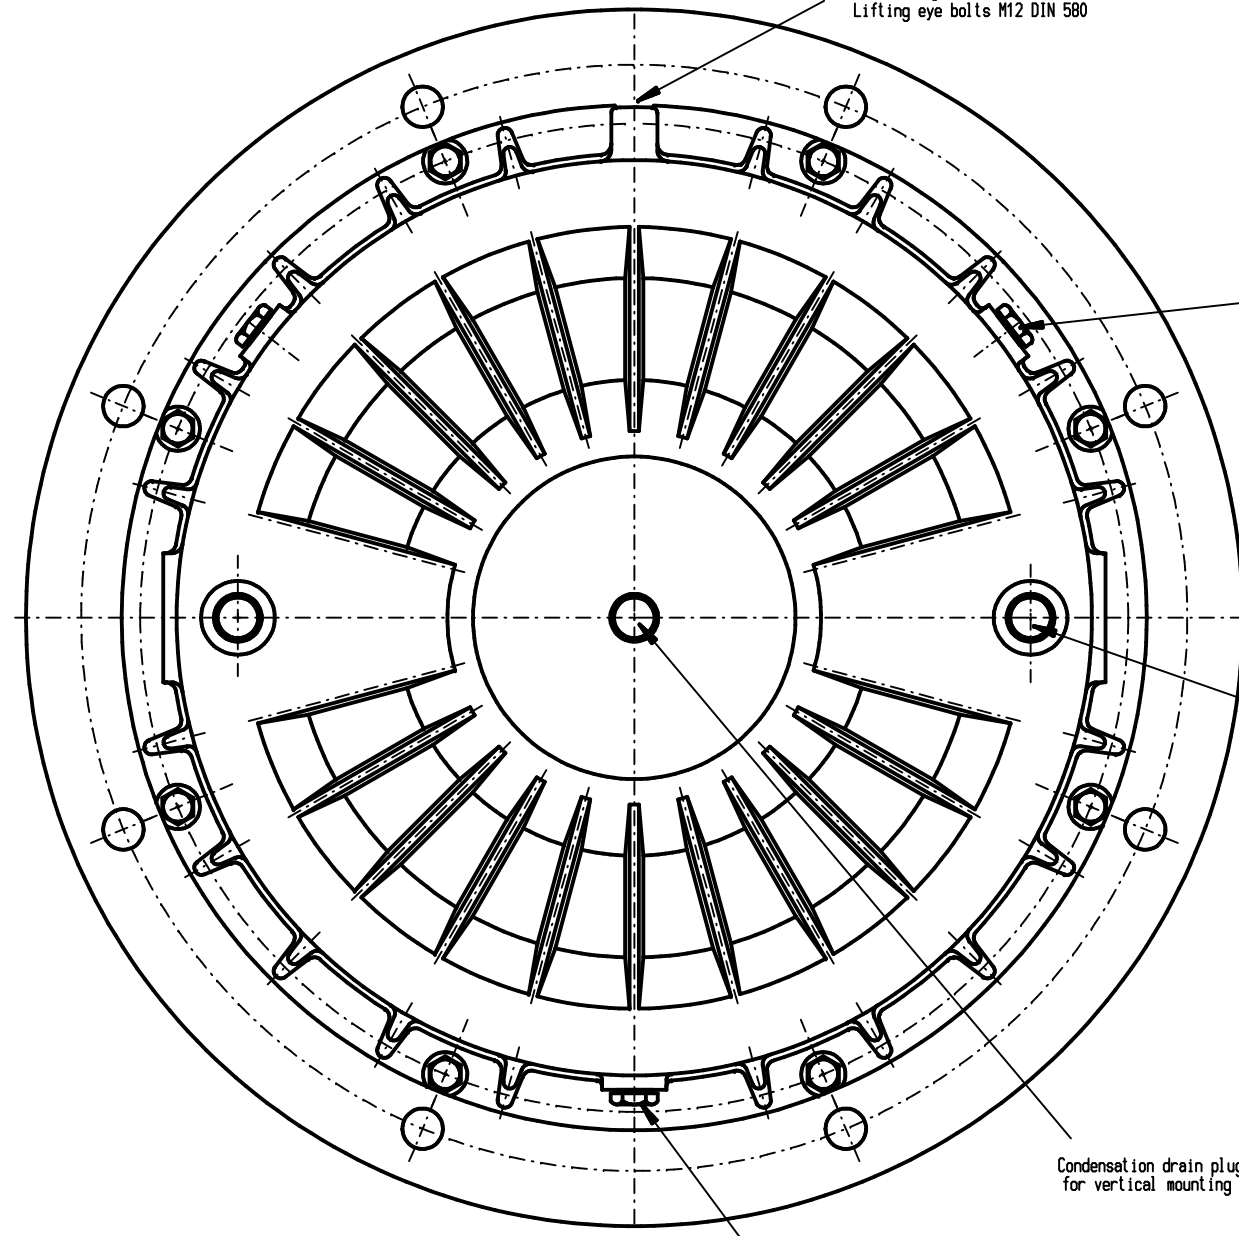 Lifting eye bolts M12 DIN 580
Condensation drain plug
for vertical mounting